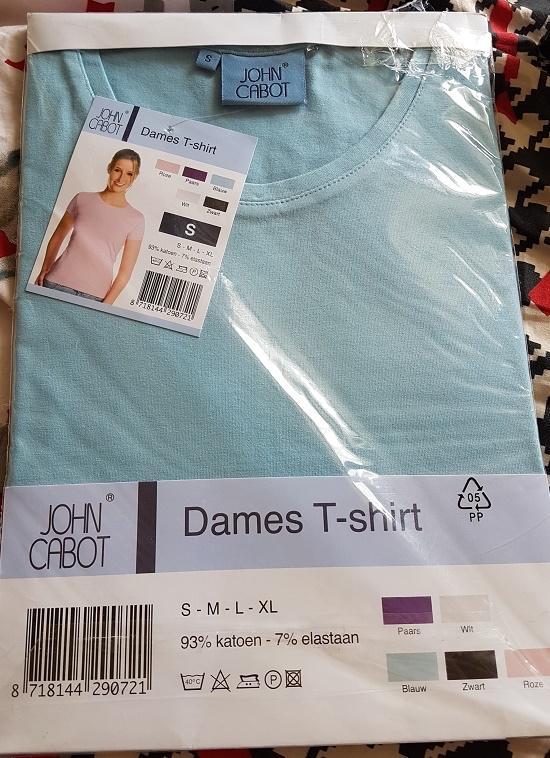 S
JOHN
CABOT
®
JOHN
CABOT
®
Dames T-shirt
Roze
Paars
Blauw
Wit
Zwart
S
S - M - L - XL
93% katoen - 7% elastaan
8 718144 290721
JOHN
CABOT
®
Dames T-shirt
05
PP
S - M - L - XL
93% katoen - 7% elastaan
40°C
P
8 718144 290721
Paars
Wit
Blauw
Zwart
Roze